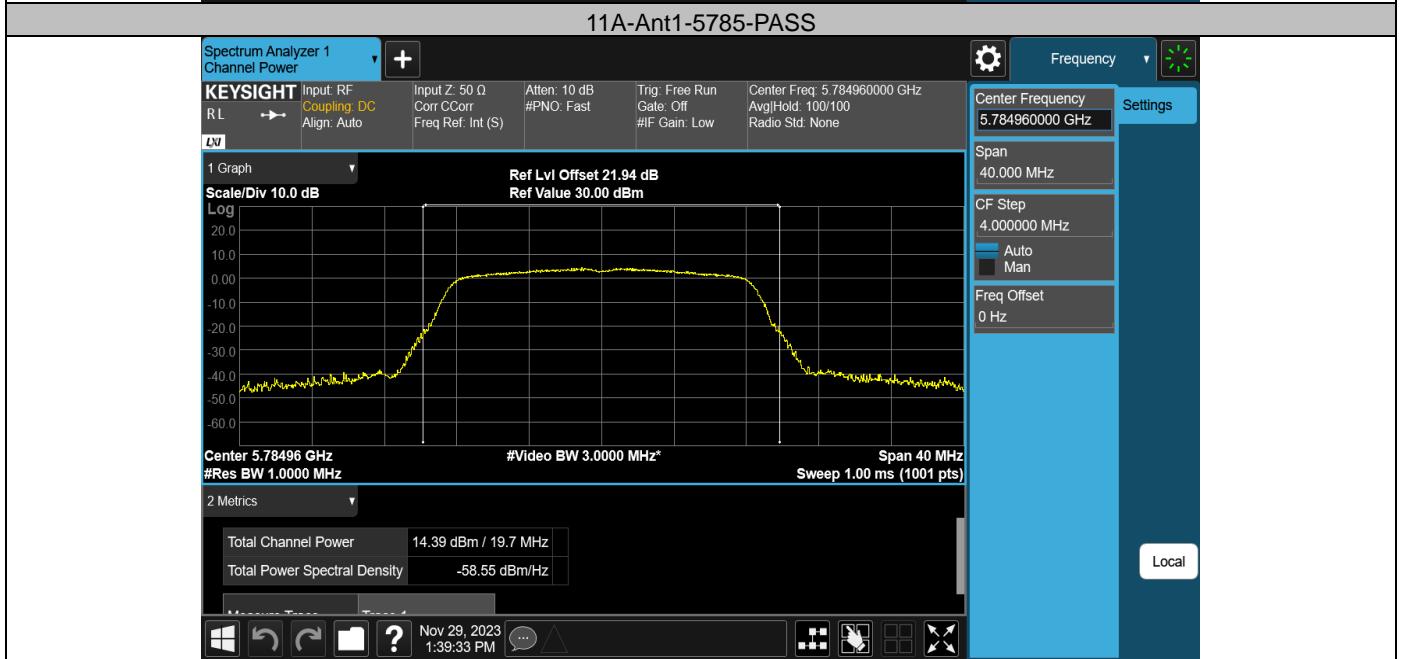 11A-Ant1-5785-PASS
Spectrum Analyzer 1
Channel Power
Frequency
KEYSIGHT
RL
LXI
Input: RF
Coupling: DC
Align: Auto
Input Z: 50 Ω
Corr CCorr
Freq Ref: Int (S)
Atten: 10 dB
#PNO: Fast
Trig: Free Run
Gate: Off
#IF Gain: Low
Center Freq: 5.784960000 GHz
Avg|Hold: 100/100
Radio Std: None
Center Frequency
5.784960000 GHz
Settings
Span
40.000 MHz
CF Step
4.000000 MHz
Auto
Man
Freq Offset
0 Hz
1 Graph
Scale/Div 10.0 dB
Ref Lvl Offset 21.94 dB
Ref Value 30.00 dBm
Log
20.0
10.0
0.00
-10.0
-20.0
-30.0
-40.0
-50.0
-60.0
Center 5.78496 GHz
#Video BW 3.0000 MHz*
Span 40 MHz
#Res BW 1.0000 MHz
Sweep 1.00 ms (1001 pts)
2 Metrics
Total Channel Power 14.39 dBm / 19.7 MHz
Total Power Spectral Density -58.55 dBm/Hz
Local
?
Nov 29, 2023
1:39:33 PM